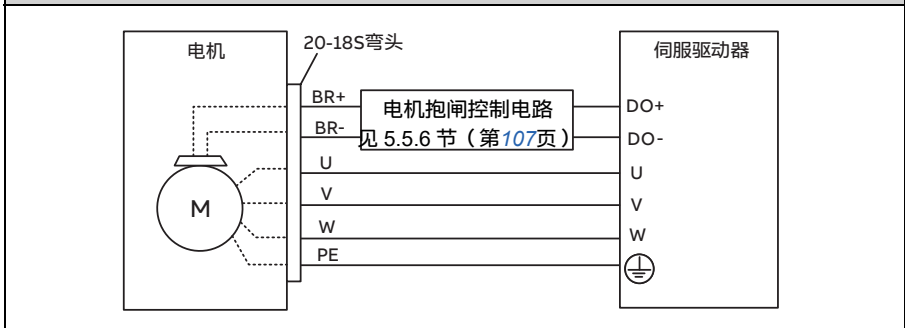 电机
20-18S弯头
伺服驱动器
BR+
电机抱闸控制电路
DO+
BR-
见 5.5.6 节（第107页）
DO-
U
U
V
V
M
W
W
PE